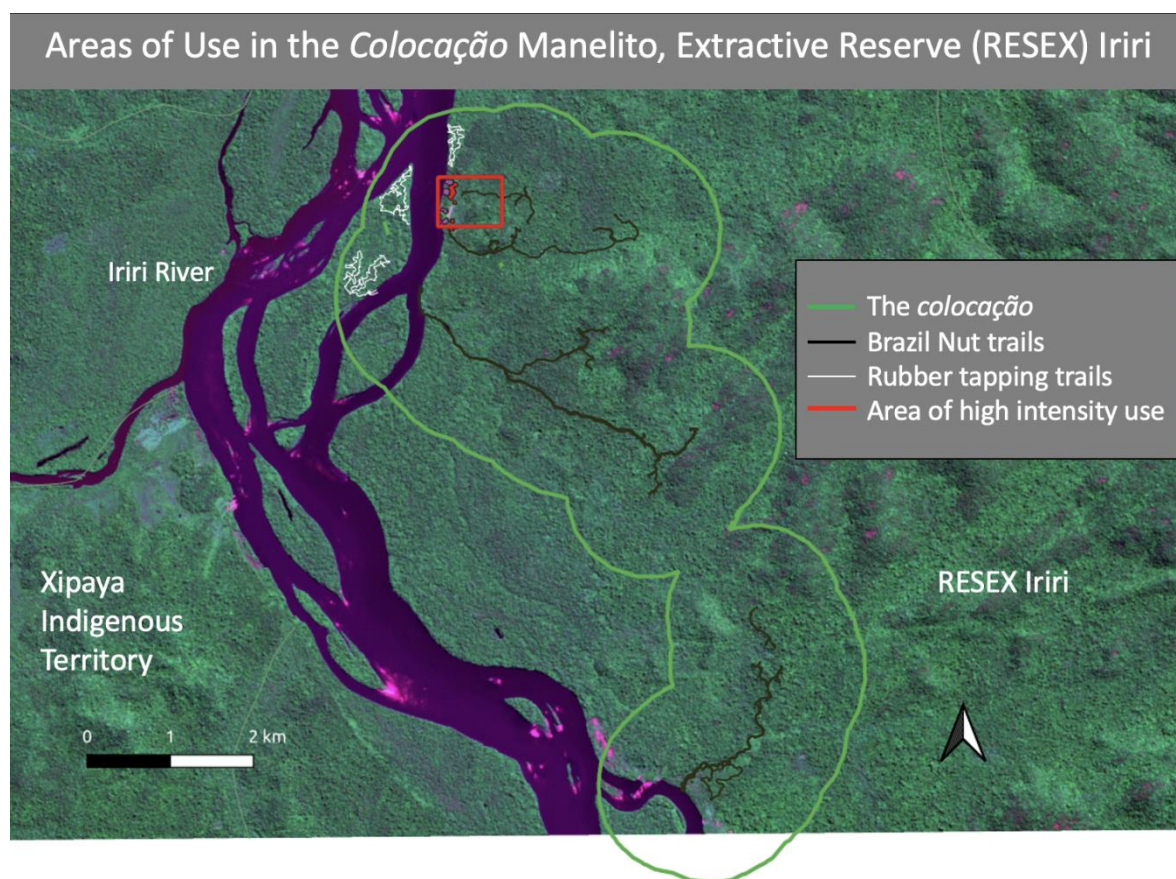 Areas of Use in the Colocação Manelito, Extractive Reserve (RESEX) Iriri
Iriri River
The colocação
Brazil Nut trails
Rubber tapping trails
Area of high intensity use
Xipaya
Indigenous
Territory
RESEX Iriri
0 1 2 km